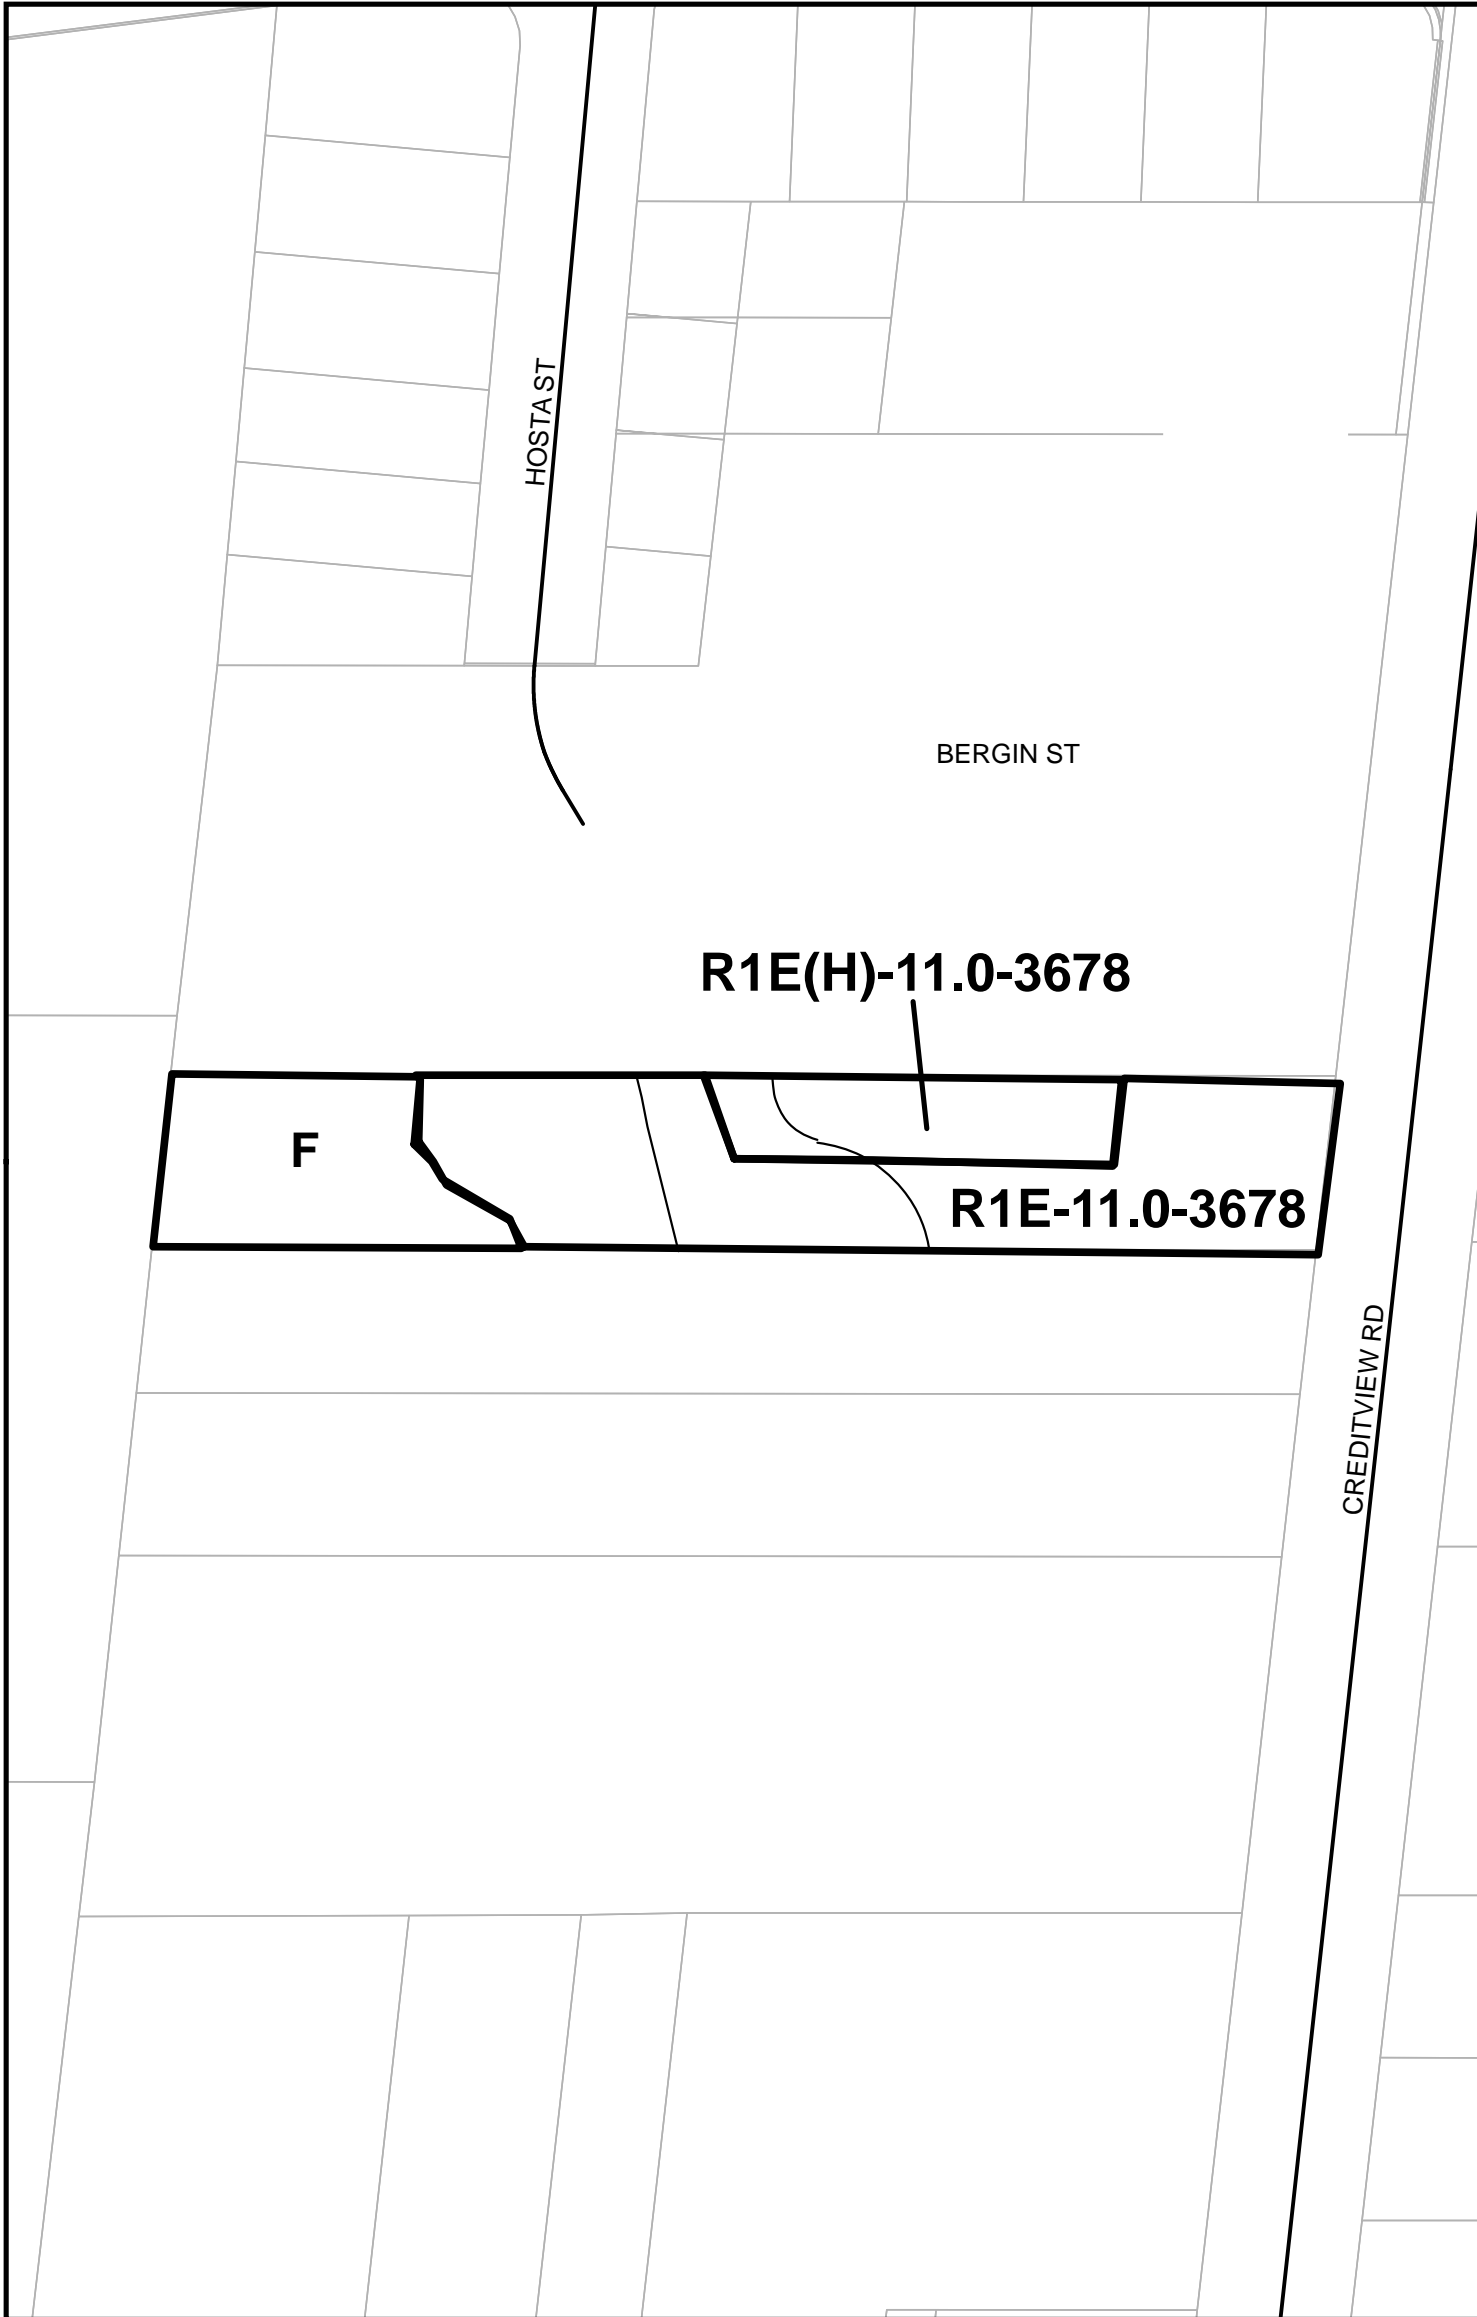 HOSTA ST
BERGIN ST
R1E(H)-11.0-3678
F
R1E-11.0-3678
CREDITVIEW RD